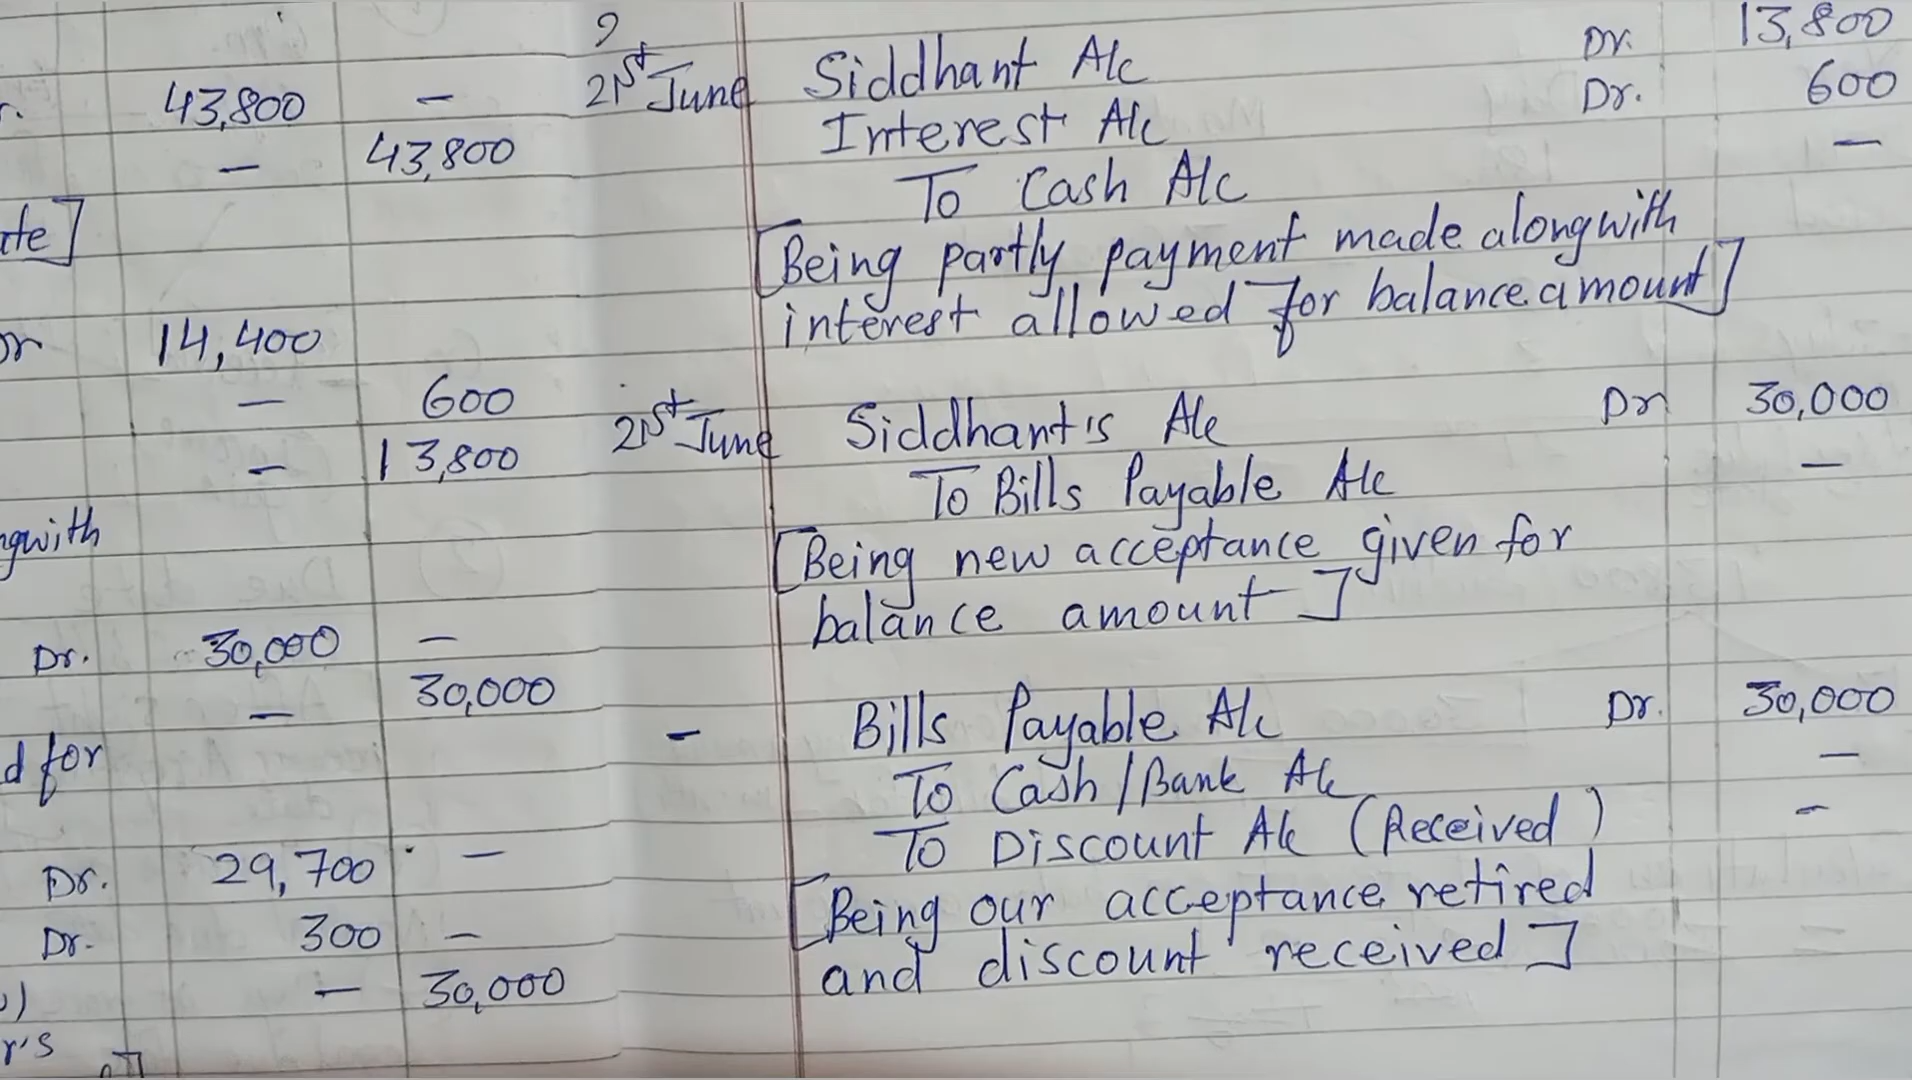 r. 43,800 –
– 43,800
ate]
or 14,400
– 600
– 13,800
ngwith
Dr. 30,000 –
– 30,000
d for
Dr. 29,700 –
Dr. 300 –
– 30,000
r's
2
21st June Siddhant A/c Dr. 13,800
Interest A/c Dr. 600
To Cash A/c –
[Being partly payment made alongwith
interest allowed for balance amount]
21st June Siddhant's A/c Dr 30,000
To Bills Payable A/c –
[Being new acceptance given for
balance amount]
– Bills Payable A/c Dr. 30,000
To Cash/Bank A/c –
To Discount A/c (Received) –
[Being our acceptance retired
and discount received]